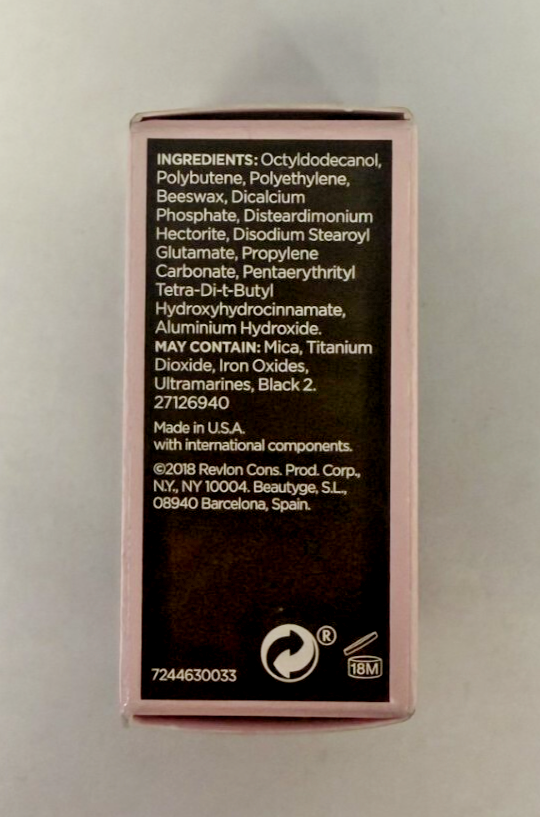 INGREDIENTS: Octyldodecanol,
Polybutene, Polyethylene,
Beeswax, Dicalcium
Phosphate, Disteardimonium
Hectorite, Disodium Stearoyl
Glutamate, Propylene
Carbonate, Pentaerythrityl
Tetra-Di-t-Butyl
Hydroxyhydrocinnamate,
Aluminium Hydroxide.
MAY CONTAIN: Mica, Titanium
Dioxide, Iron Oxides,
Ultramarines, Black 2.
27126940
Made in U.S.A.
with international components.
©2018 Revlon Cons. Prod. Corp.,
N.Y., NY 10004. Beautyge, S.L.,
08940 Barcelona, Spain.
®
18M
7244630033